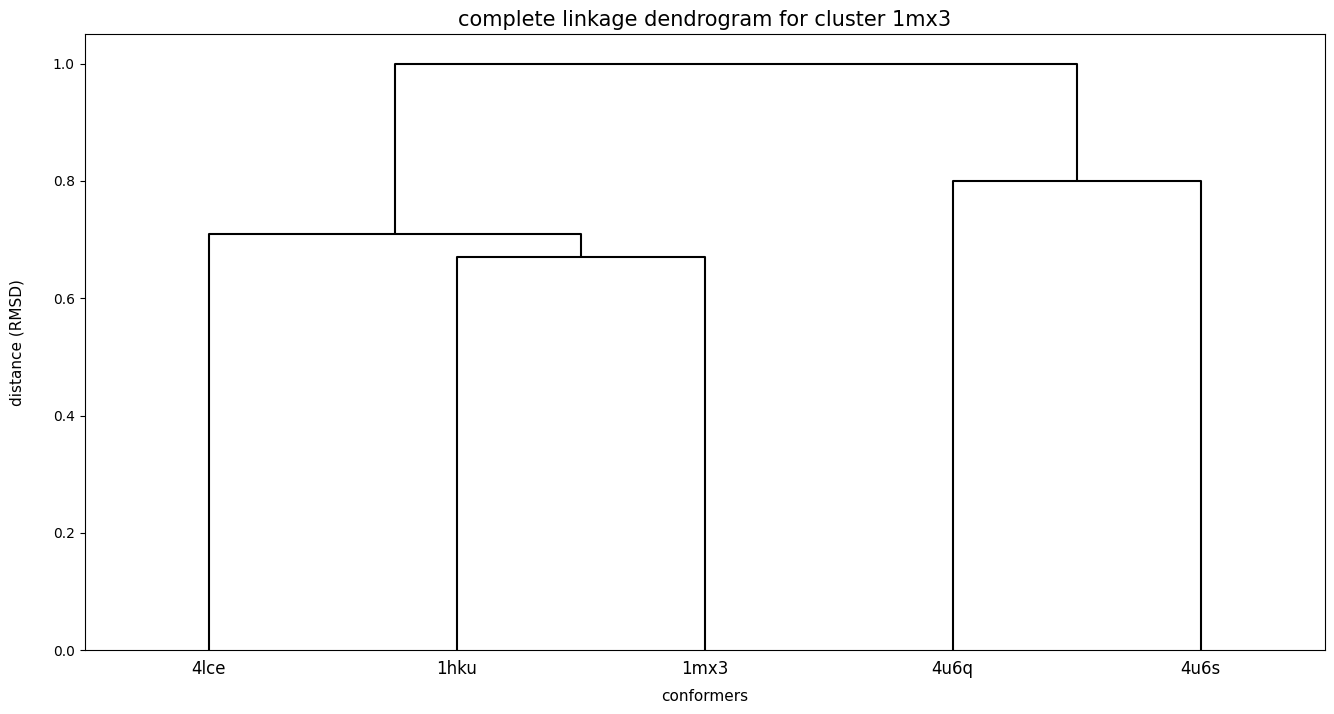 complete linkage dendrogram for cluster 1mx3
1.0
0.8
0.6
0.4
0.2
0.0
distance (RMSD)
4lce
1hku
1mx3
4u6q
4u6s
conformers